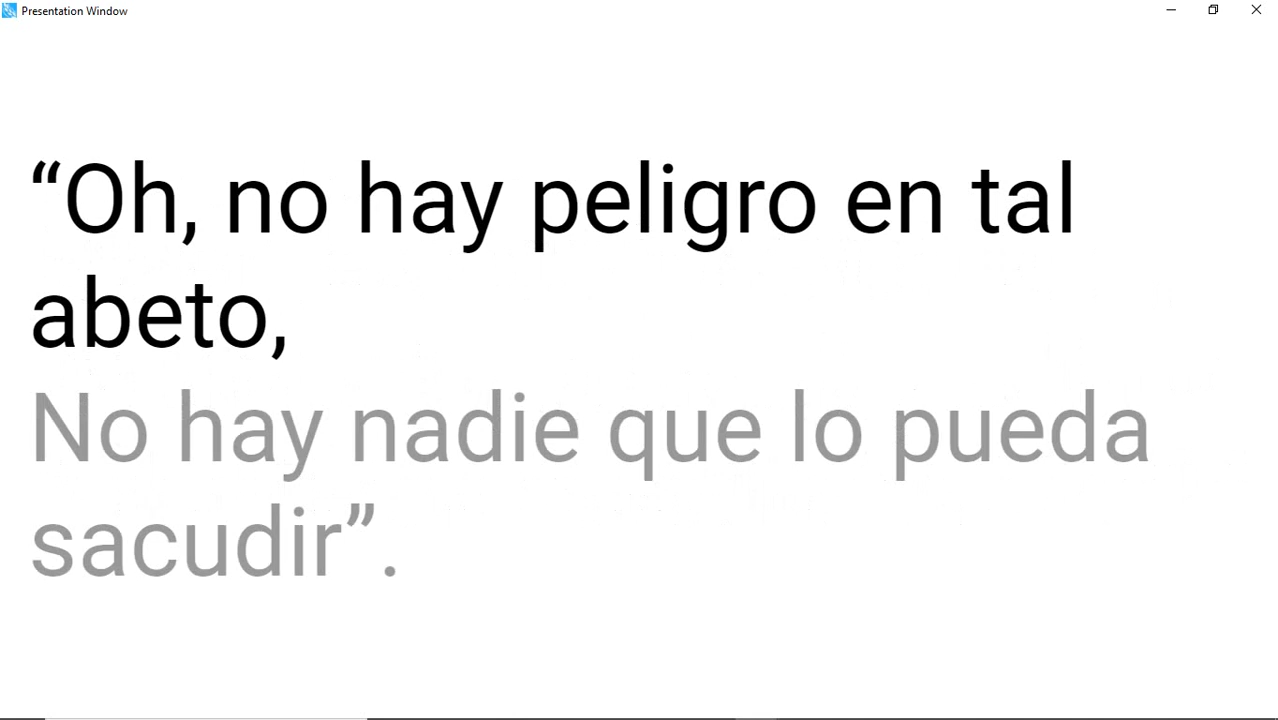 Presentation Window
“Oh, no hay peligro en tal
abeto,
No hay nadie que lo pueda
sacudir”.